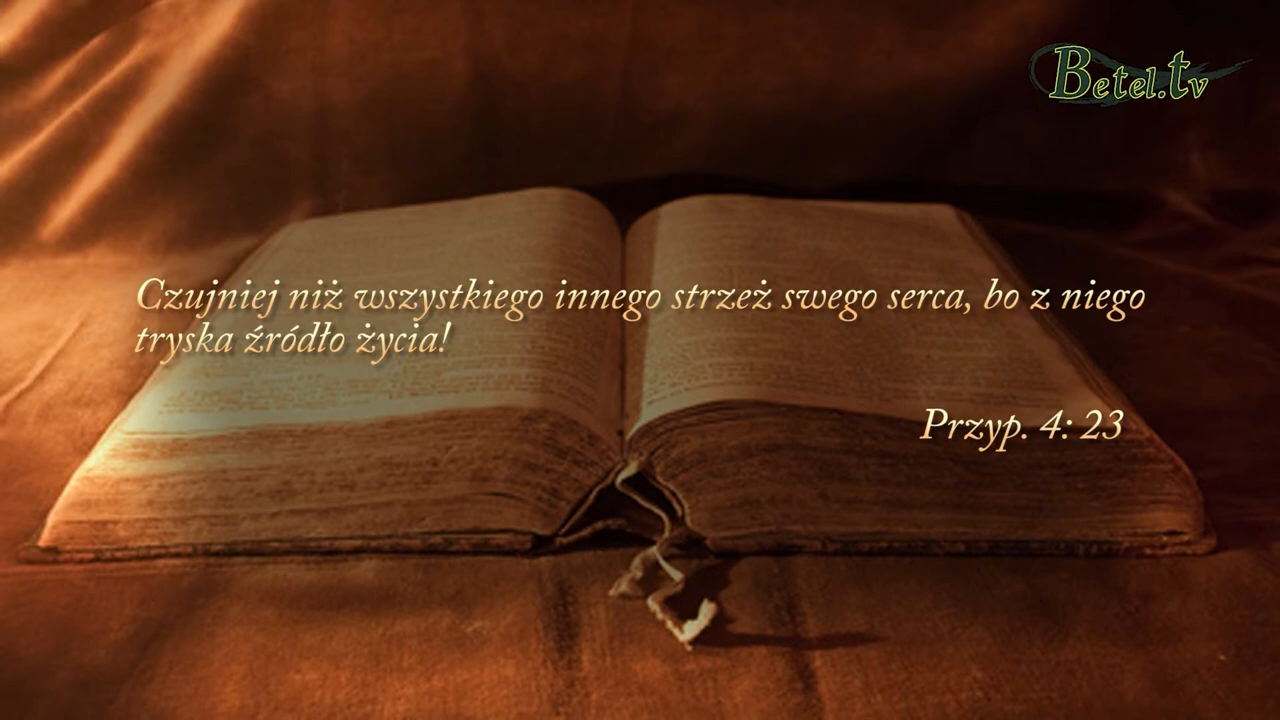 Betel.tv
Czujniej niż wszystkiego innego strzeż swego serca, bo z niego
tryska źródło życia!
Przyp. 4: 23